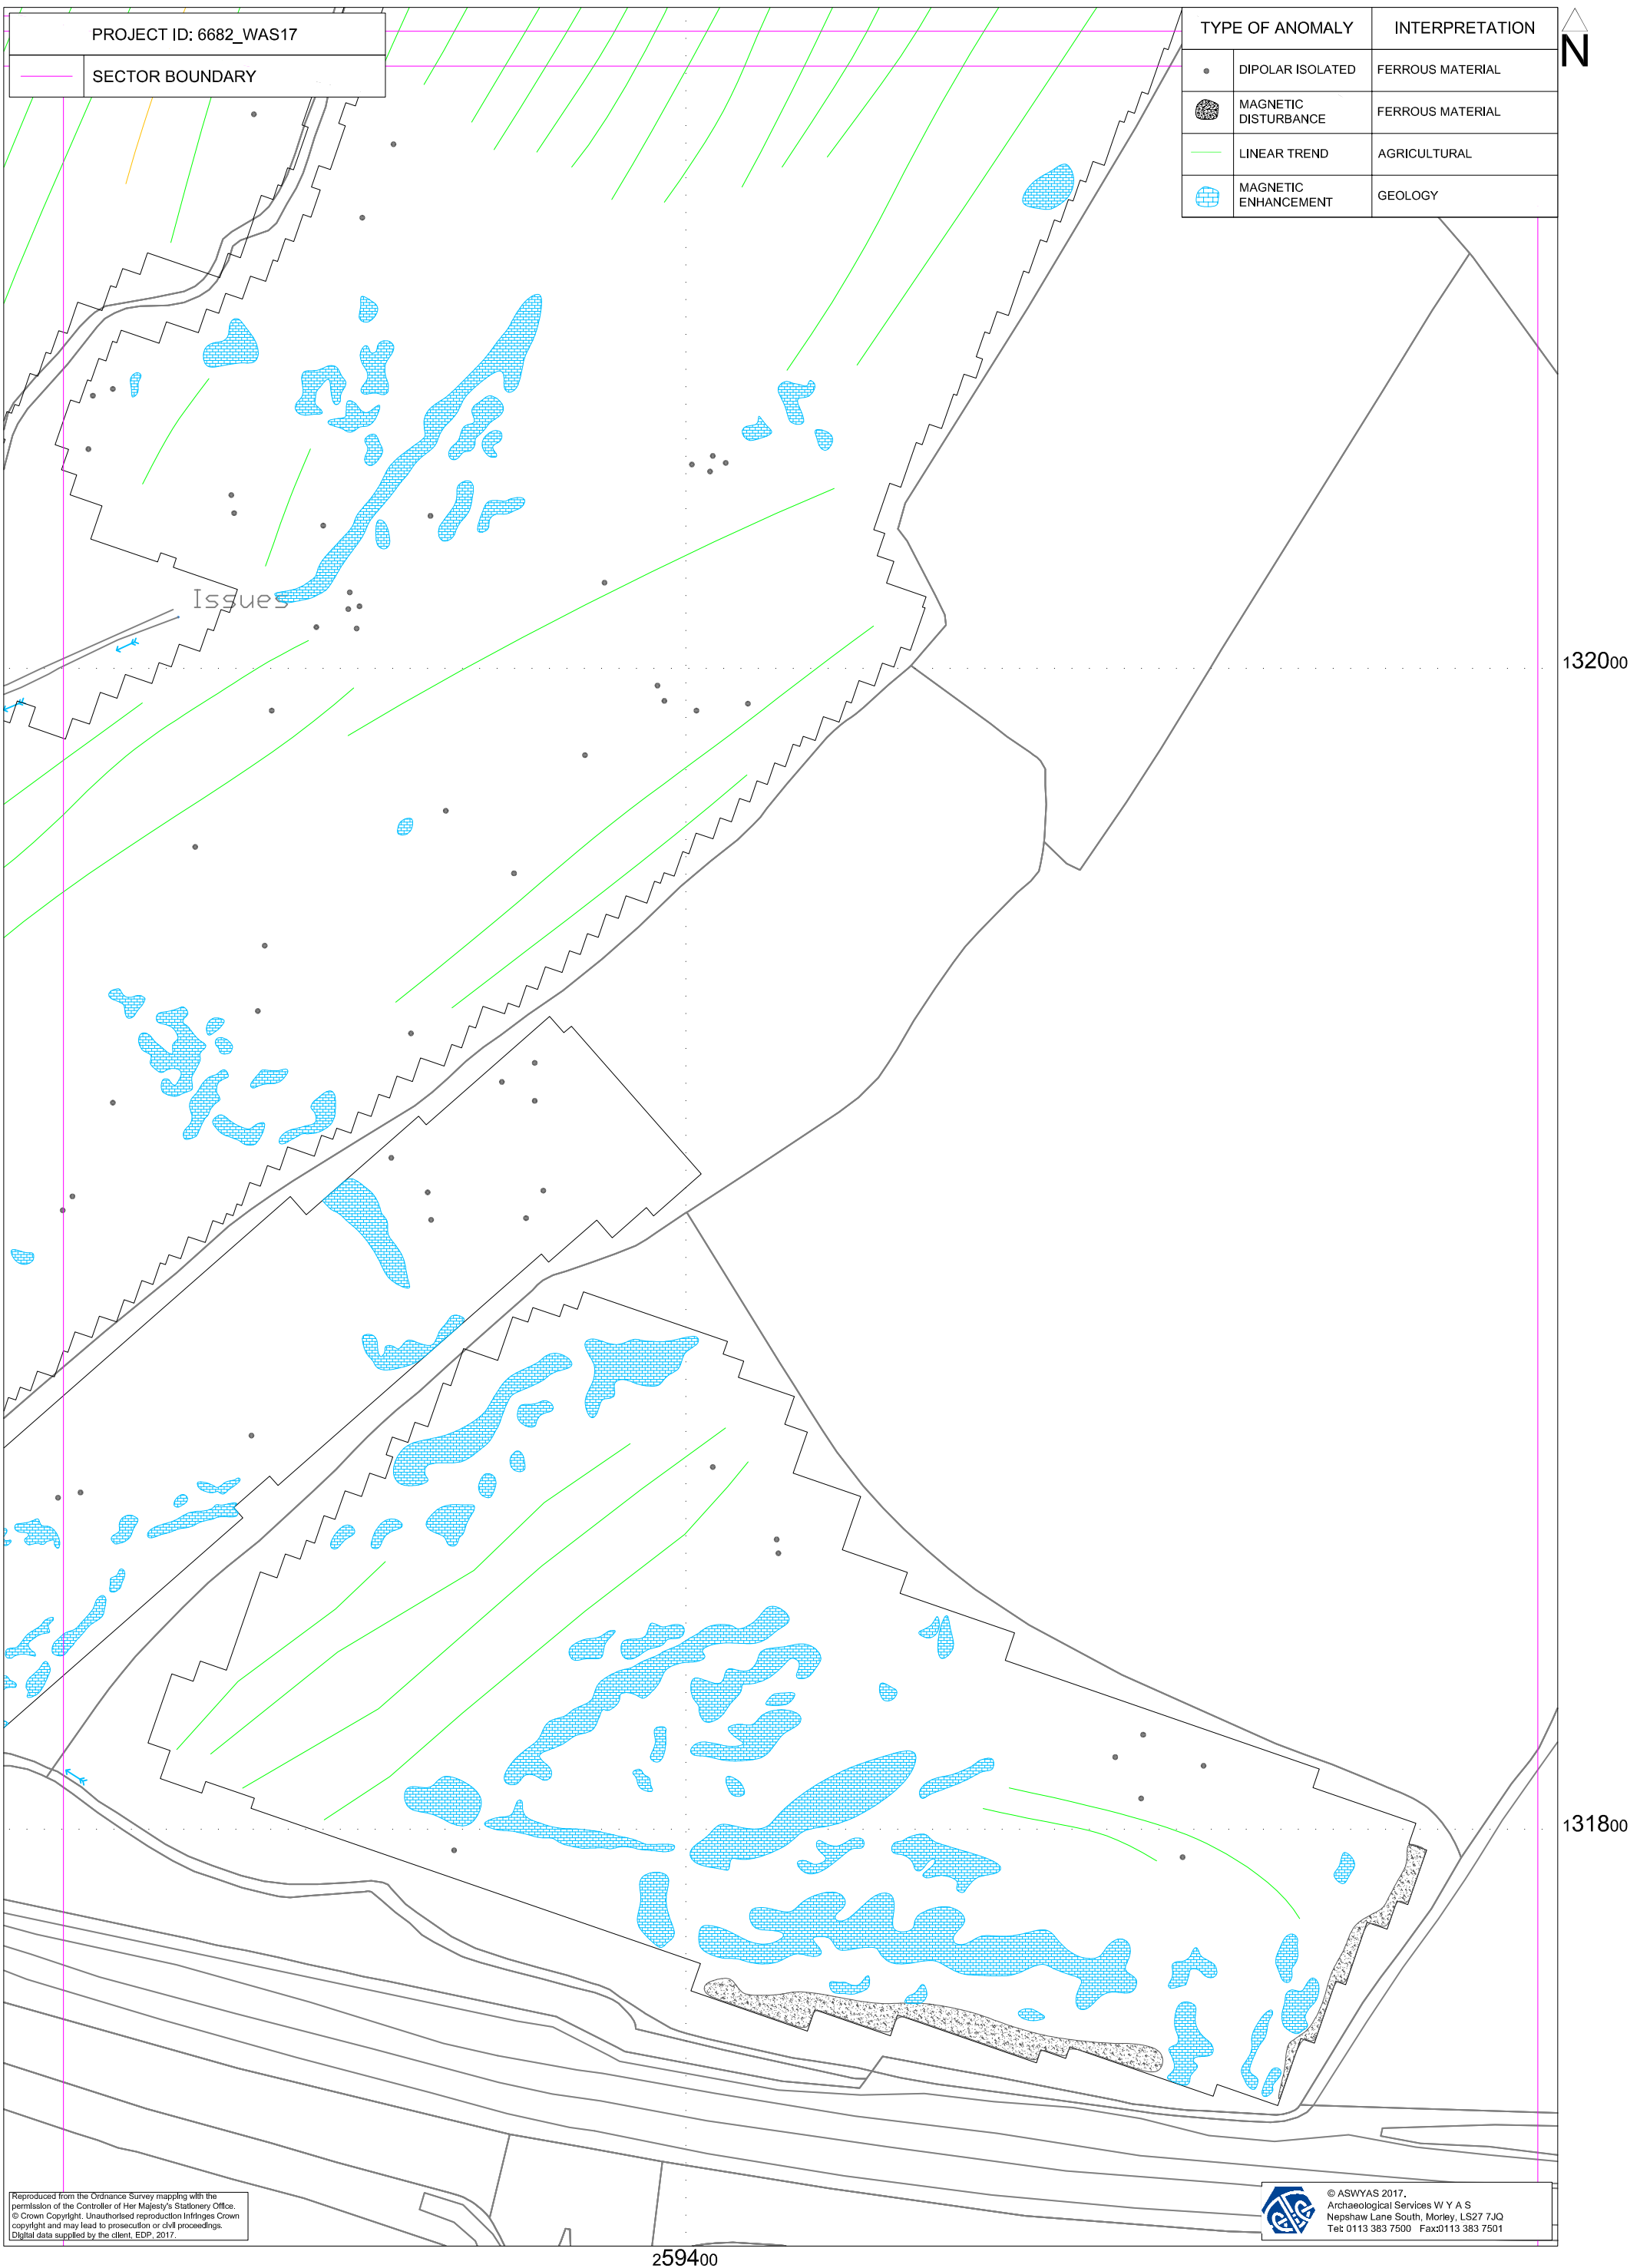 PROJECT ID: 6682_WAS17
SECTOR BOUNDARY
TYPE OF ANOMALY INTERPRETATION
DIPOLAR ISOLATED FERROUS MATERIAL
MAGNETIC
DISTURBANCE FERROUS MATERIAL
LINEAR TREND AGRICULTURAL
MAGNETIC
ENHANCEMENT GEOLOGY
N
Issues
132000
131800
259400
Reproduced from the Ordnance Survey mapping with the
permission of the Controller of Her Majesty's Stationery Office.
© Crown Copyright. Unauthorised reproduction infringes Crown
copyright and may lead to prosecution or civil proceedings.
Digital data supplied by the client, EDP, 2017.
© ASWYAS 2017.
Archaeological Services W Y A S
Nepshaw Lane South, Morley, LS27 7JQ
Tel: 0113 383 7500 Fax:0113 383 7501